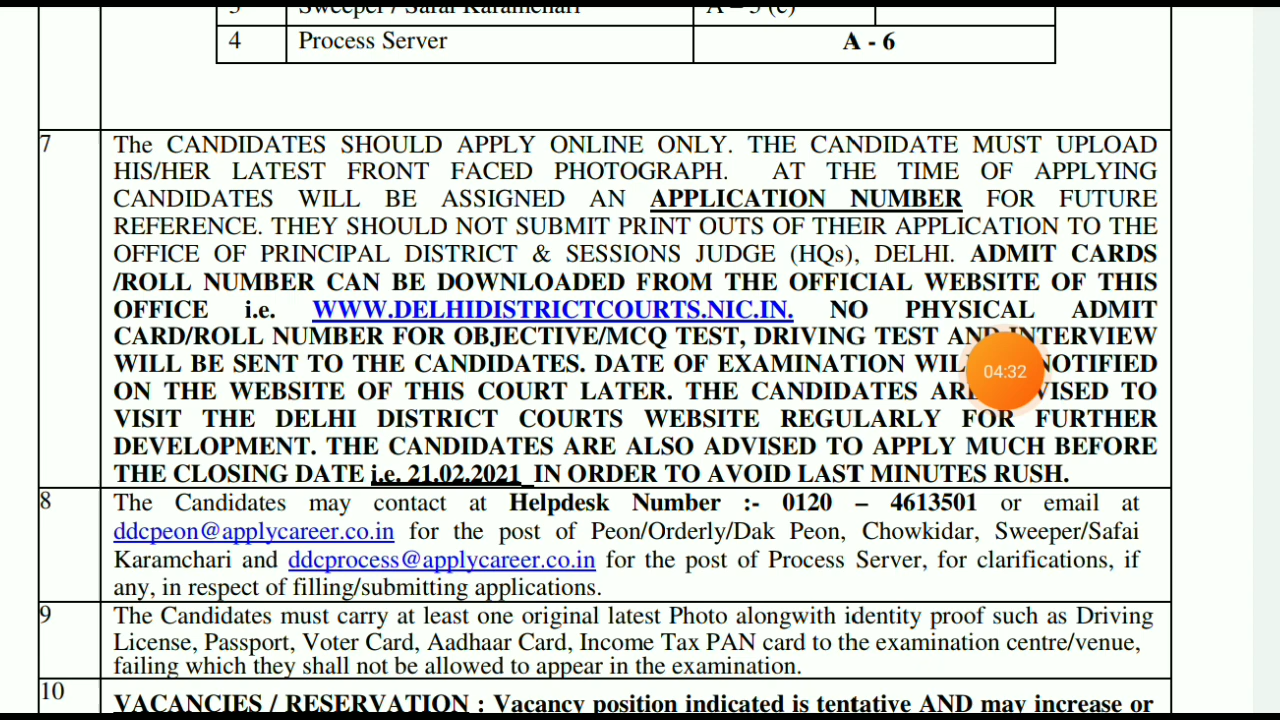 3 Sweeper / Safai Karamchari A – 5 (c)
4 Process Server A - 6
7 The CANDIDATES SHOULD APPLY ONLINE ONLY. THE CANDIDATE MUST UPLOAD
HIS/HER LATEST FRONT FACED PHOTOGRAPH. AT THE TIME OF APPLYING
CANDIDATES WILL BE ASSIGNED AN APPLICATION NUMBER FOR FUTURE
REFERENCE. THEY SHOULD NOT SUBMIT PRINT OUTS OF THEIR APPLICATION TO THE
OFFICE OF PRINCIPAL DISTRICT & SESSIONS JUDGE (HQs), DELHI. ADMIT CARDS
/ROLL NUMBER CAN BE DOWNLOADED FROM THE OFFICIAL WEBSITE OF THIS
OFFICE i.e. WWW.DELHIDISTRICTCOURTS.NIC.IN. NO PHYSICAL ADMIT
CARD/ROLL NUMBER FOR OBJECTIVE/MCQ TEST, DRIVING TEST AND INTERVIEW
WILL BE SENT TO THE CANDIDATES. DATE OF EXAMINATION NOTIFIED
04:32
ON THE WEBSITE OF THIS COURT LATER. THE CANDIDATES TO
VISIT THE DELHI DISTRICT COURTS WEBSITE REGULARLY FOR FURTHER
DEVELOPMENT. THE CANDIDATES ARE ALSO ADVISED TO APPLY MUCH BEFORE
THE CLOSING DATE i.e. 21.02.2021 IN ORDER TO AVOID LAST MINUTES RUSH.
8 The Candidates may contact at Helpdesk Number :- 0120 – 4613501 or email at
ddcpeon@applycareer.co.in for the post of Peon/Orderly/Dak Peon, Chowkidar, Sweeper/Safai
Karamchari and ddcprocess@applycareer.co.in for the post of Process Server, for clarifications, if
any, in respect of filling/submitting applications.
9 The Candidates must carry at least one original latest Photo alongwith identity proof such as Driving
License, Passport, Voter Card, Aadhaar Card, Income Tax PAN card to the examination centre/venue,
failing which they shall not be allowed to appear in the examination.
10 VACANCIES / RESERVATION : Vacancy position indicated is tentative AND may increase or